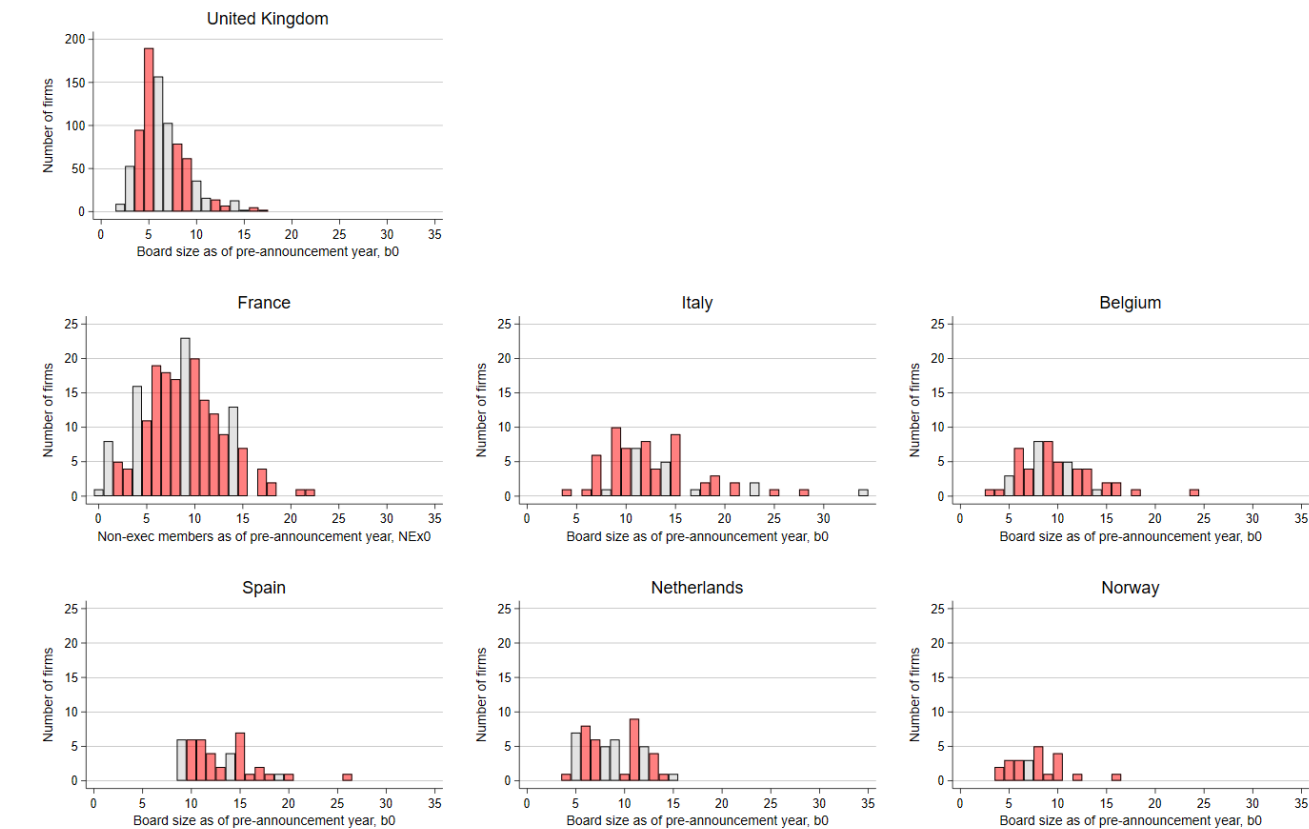 United Kingdom
Number of firms
200
150
100
50
0
0 5 10 15 20 25 30 35
Board size as of pre-announcement year, b0
France
Number of firms
25
20
15
10
5
0
0 5 10 15 20 25 30 35
Non-exec members as of pre-announcement year, NEx0
Italy
Number of firms
25
20
15
10
5
0
0 5 10 15 20 25 30
Board size as of pre-announcement year, b0
Belgium
Number of firms
25
20
15
10
5
0
0 5 10 15 20 25 30 35
Board size as of pre-announcement year, b0
Spain
Number of firms
25
20
15
10
5
0
0 5 10 15 20 25 30 35
Board size as of pre-announcement year, b0
Netherlands
Number of firms
25
20
15
10
5
0
0 5 10 15 20 25 30 35
Board size as of pre-announcement year, b0
Norway
Number of firms
25
20
15
10
5
0
0 5 10 15 20 25 30 35
Board size as of pre-announcement year, b0